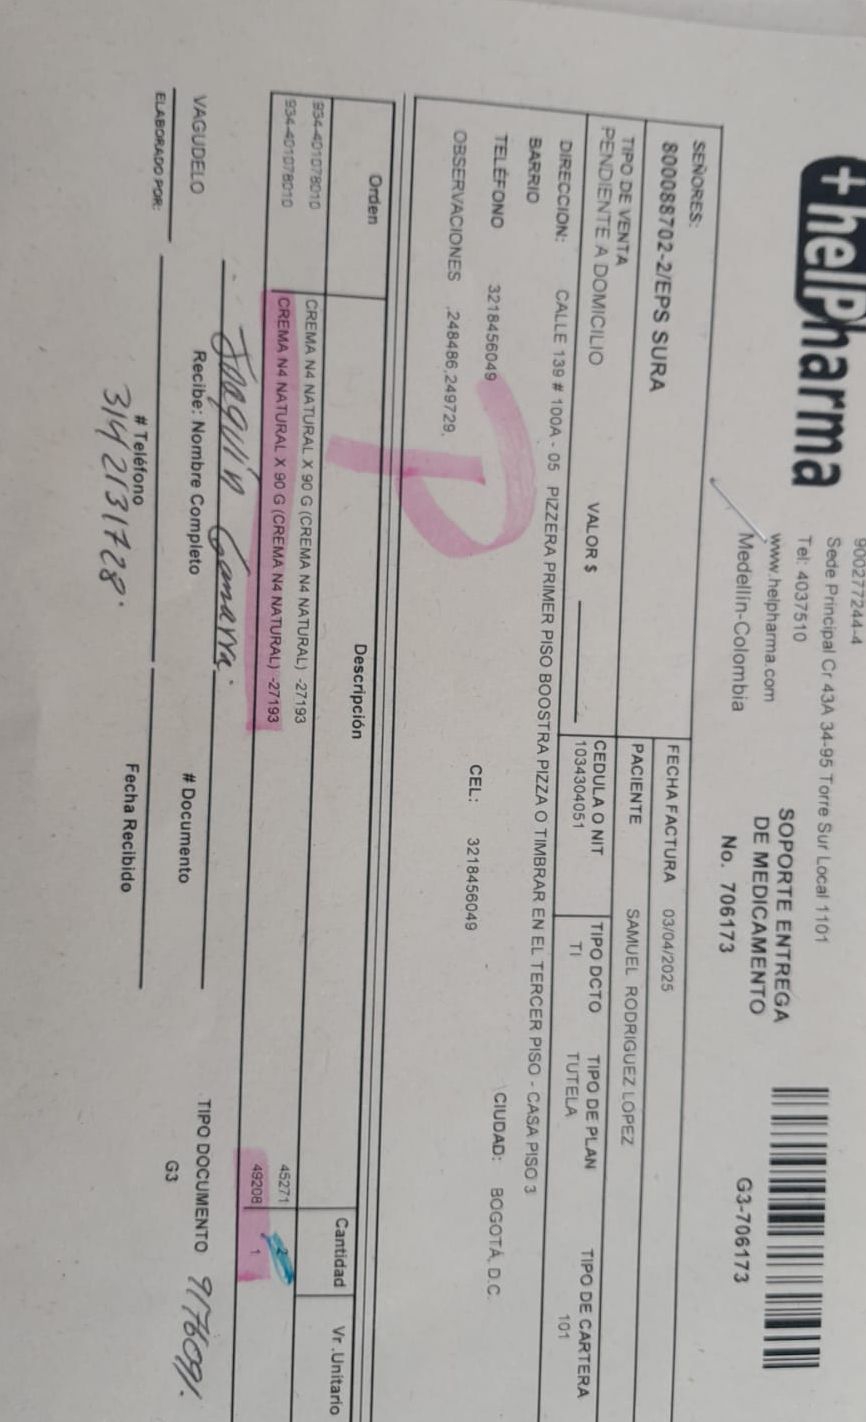 +helPharma
900277244-4
Sede Principal Cr 43A 34-95 Torre Sur Local 1101
Tel: 4037510
www.helpharma.com
Medellín-Colombia
SOPORTE ENTREGA
DE MEDICAMENTO
No. 706173
G3-706173
SEÑORES:
800088702-2/EPS SURA
FECHA FACTURA 03/04/2025
PACIENTE SAMUEL RODRIGUEZ LOPEZ
TIPO DE VENTA
PENDIENTE A DOMICILIO
VALOR $
CEDULA O NIT
1034304051
TIPO DCTO
TI
TIPO DE PLAN
TUTELA
TIPO DE CARTERA
101
DIRECCION: CALLE 139 # 100A - 05 PIZZERA PRIMER PISO BOOSTRA PIZZA O TIMBRAR EN EL TERCER PISO - CASA PISO 3
BARRIO
TELÉFONO 3218456049 CEL: 3218456049 CIUDAD: BOGOTÁ, D.C.
OBSERVACIONES ,248486,249729,
P
Orden Descripción Cantidad Vr.Unitario
934-401078010 CREMA N4 NATURAL X 90 G (CREMA N4 NATURAL) -27193 45271 2
934-401078010 CREMA N4 NATURAL X 90 G (CREMA N4 NATURAL) -27193 49208 1
Joaquín
VAGUDELO
ELABORADO POR:
Recibe: Nombre Completo
# Documento
TIPO DOCUMENTO
G3
# Teléfono
3142131728.
Fecha Recibido